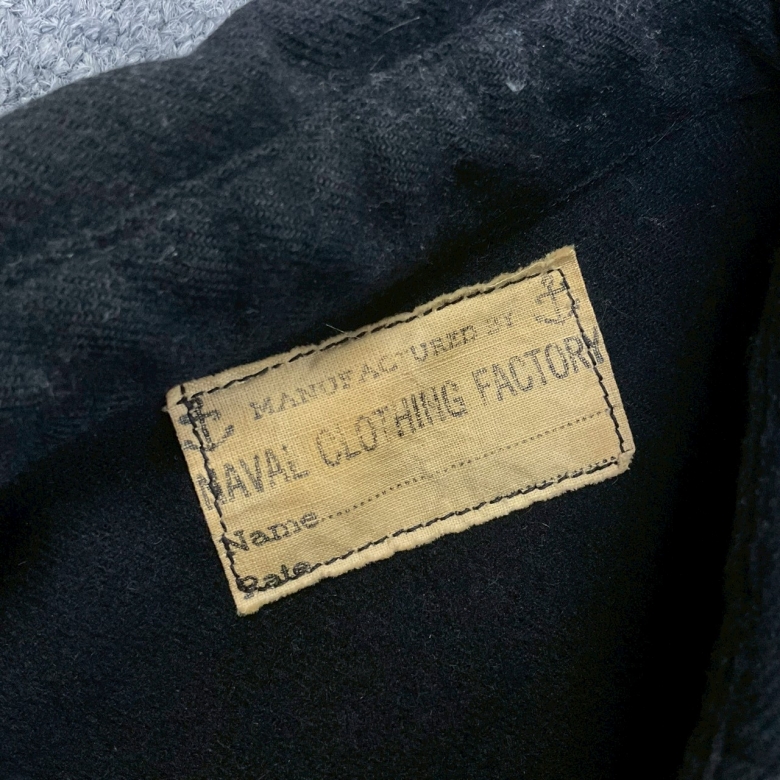 MANUFACTURED BY
NAVAL CLOTHING FACTORY
Name
Rate